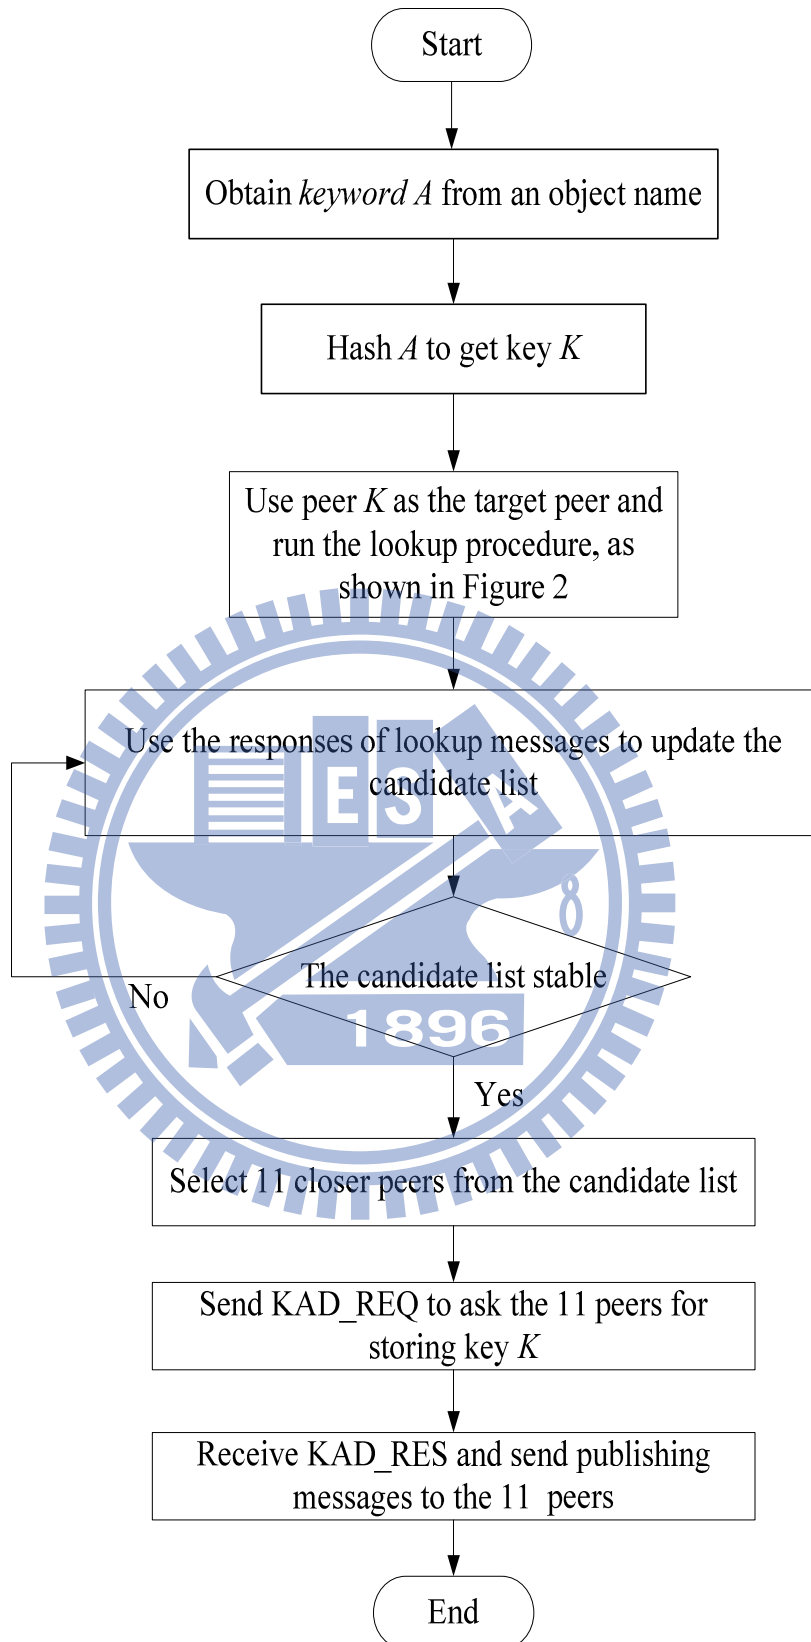 Start
Obtain keyword A from an object name
Hash A to get key K
Use peer K as the target peer and
run the lookup procedure, as
shown in Figure 2
Use the responses of lookup messages to update the
candidate list
E S A
The candidate list stable
No
1896
Yes
Select 11 closer peers from the candidate list
Send KAD_REQ to ask the 11 peers for
storing key K
Receive KAD_RES and send publishing
messages to the 11 peers
End